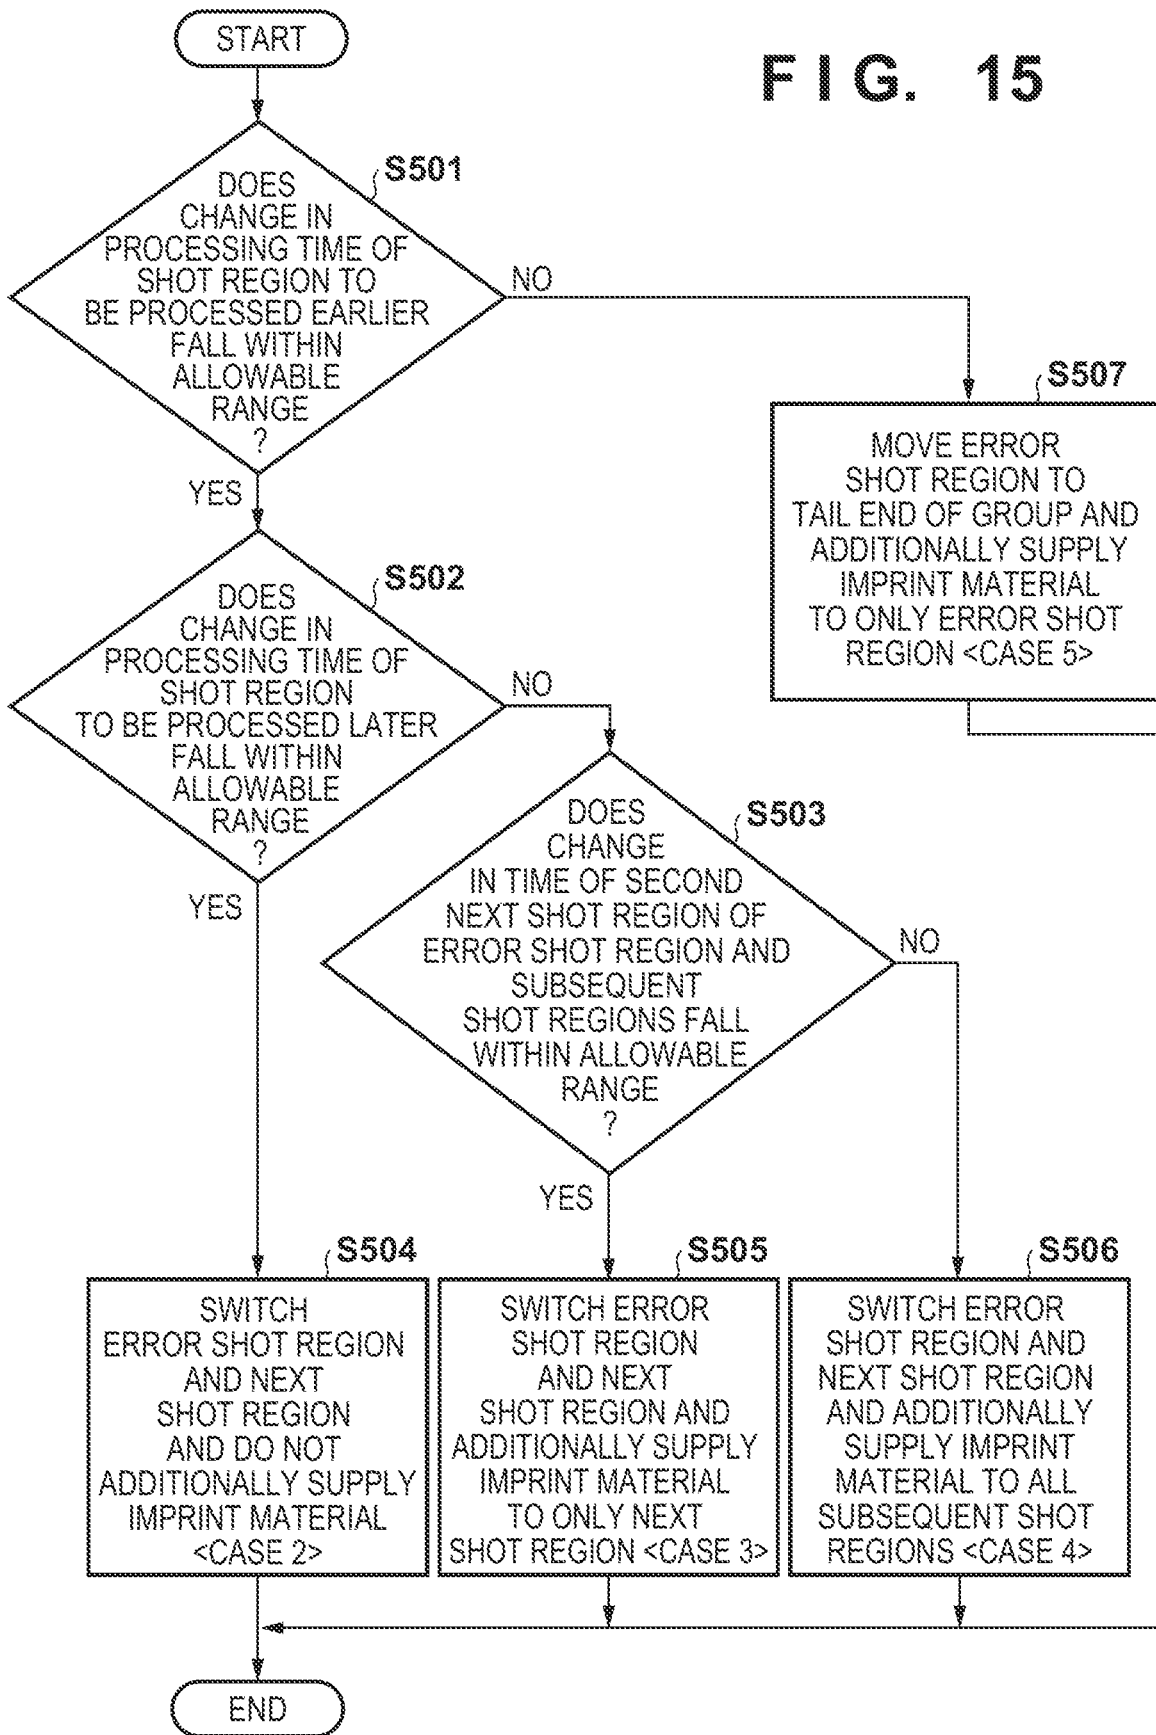 START
FIG. 15
S501
DOES
CHANGE IN
PROCESSING TIME OF
SHOT REGION TO
BE PROCESSED EARLIER
FALL WITHIN
ALLOWABLE
RANGE
?
NO
YES
S507
MOVE ERROR
SHOT REGION TO
TAIL END OF GROUP AND
ADDITIONALLY SUPPLY
IMPRINT MATERIAL
TO ONLY ERROR SHOT
REGION <CASE 5>
S502
DOES
CHANGE IN
PROCESSING TIME OF
SHOT REGION
TO BE PROCESSED LATER
FALL WITHIN
ALLOWABLE
RANGE
?
NO
YES
S503
DOES
CHANGE
IN TIME OF SECOND
NEXT SHOT REGION OF
ERROR SHOT REGION AND
SUBSEQUENT
SHOT REGIONS FALL
WITHIN ALLOWABLE
RANGE
?
NO
YES
S504
SWITCH
ERROR SHOT REGION
AND NEXT
SHOT REGION
AND DO NOT
ADDITIONALLY SUPPLY
IMPRINT MATERIAL
<CASE 2>
S505
SWITCH ERROR
SHOT REGION
AND NEXT
SHOT REGION AND
ADDITIONALLY SUPPLY
IMPRINT MATERIAL
TO ONLY NEXT
SHOT REGION <CASE 3>
S506
SWITCH ERROR
SHOT REGION AND
NEXT SHOT REGION
AND ADDITIONALLY
SUPPLY IMPRINT
MATERIAL TO ALL
SUBSEQUENT SHOT
REGIONS <CASE 4>
END